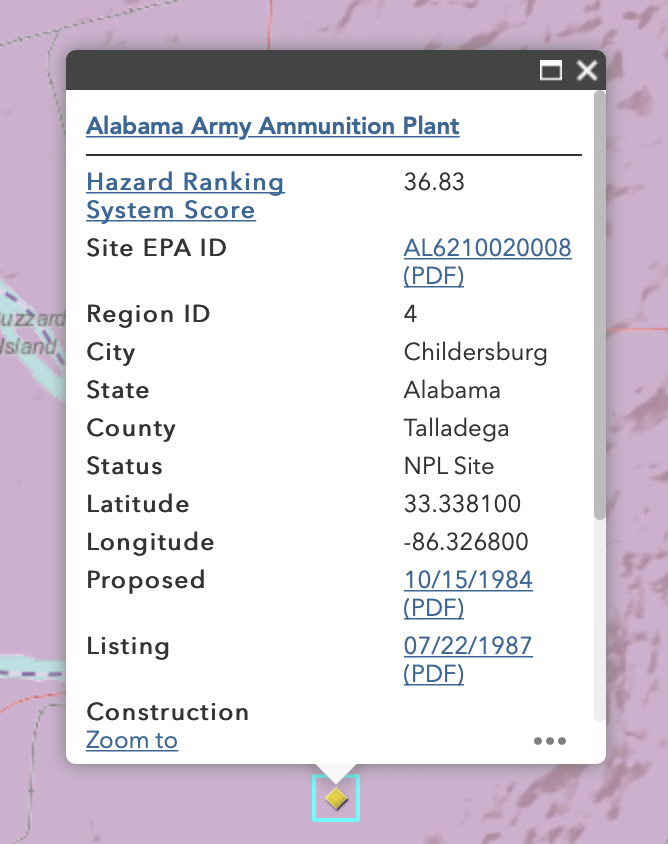 Alabama Army Ammunition Plant
Hazard Ranking 36.83
System Score
Site EPA ID AL6210020008
(PDF)
Region ID 4
uzzard
Island
City Childersburg
State Alabama
County Talladega
Status NPL Site
Latitude 33.338100
Longitude -86.326800
Proposed 10/15/1984
(PDF)
Listing 07/22/1987
(PDF)
Construction
Zoom to